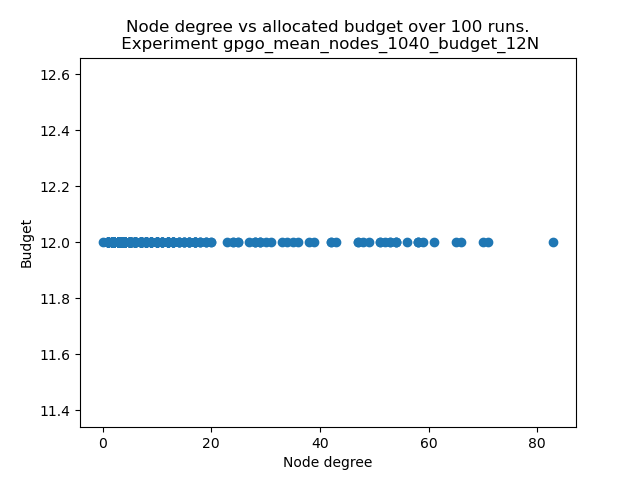 Node degree vs allocated budget over 100 runs.
Experiment gpgo_mean_nodes_1040_budget_12N
12.6
12.4
12.2
12.0
11.8
11.6
11.4
Budget
0 20 40 60 80
Node degree